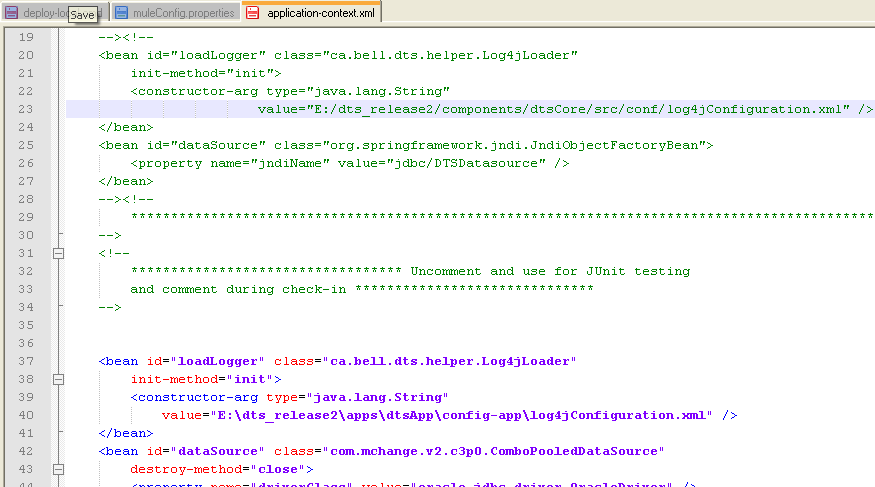 deploy-lo d muleConfig.properties application-context.xml
Save
19 --><!--
20 <bean id="loadLogger" class="ca.bell.dts.helper.Log4jLoader"
21 init-method="init">
22 <constructor-arg type="java.lang.String"
23 value="E:/dts_release2/components/dtsCore/src/conf/log4jConfiguration.xml" />
24 </bean>
25 <bean id="dataSource" class="org.springframework.jndi.JndiObjectFactoryBean">
26 <property name="jndiName" value="jdbc/DTSDatasource" />
27 </bean>
28 --><!--
29 *********************************************************************************************
30 -->
31 <!--
32 ********************************** Uncomment and use for JUnit testing
33 and comment during check-in ******************************
34 -->
35
36
37 <bean id="loadLogger" class="ca.bell.dts.helper.Log4jLoader"
38 init-method="init">
39 <constructor-arg type="java.lang.String"
40 value="E:\dts_release2\apps\dtsApp\config-app\log4jConfiguration.xml" />
41 </bean>
42 <bean id="dataSource" class="com.mchange.v2.c3p0.ComboPooledDataSource"
43 destroy-method="close">
44 <property name="driverClass" value="oracle.jdbc.driver.OracleDriver" />